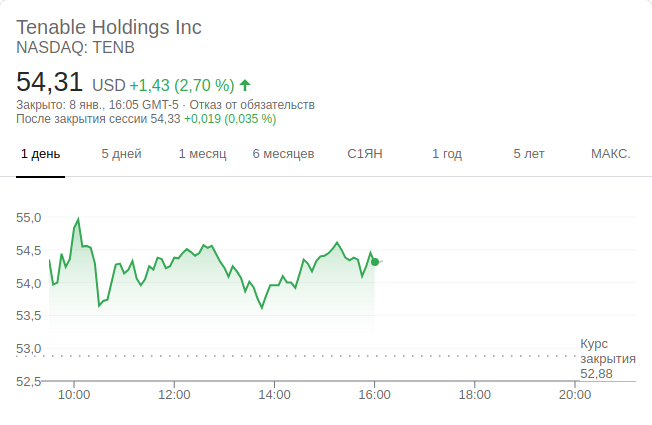 Tenable Holdings Inc
NASDAQ: TENB
54,31 USD +1,43 (2,70 %)
Закрыто: 8 янв., 16:05 GMT-5 · Отказ от обязательств
После закрытия сессии 54,33 +0,019 (0,035 %)
1 день 5 дней 1 месяц 6 месяцев С1ЯН 1 год 5 лет МАКС.
55,0
54,5
54,0
53,5
53,0
Курс
закрытия
52,88
52,5
10:00 12:00 14:00 16:00 18:00 20:00